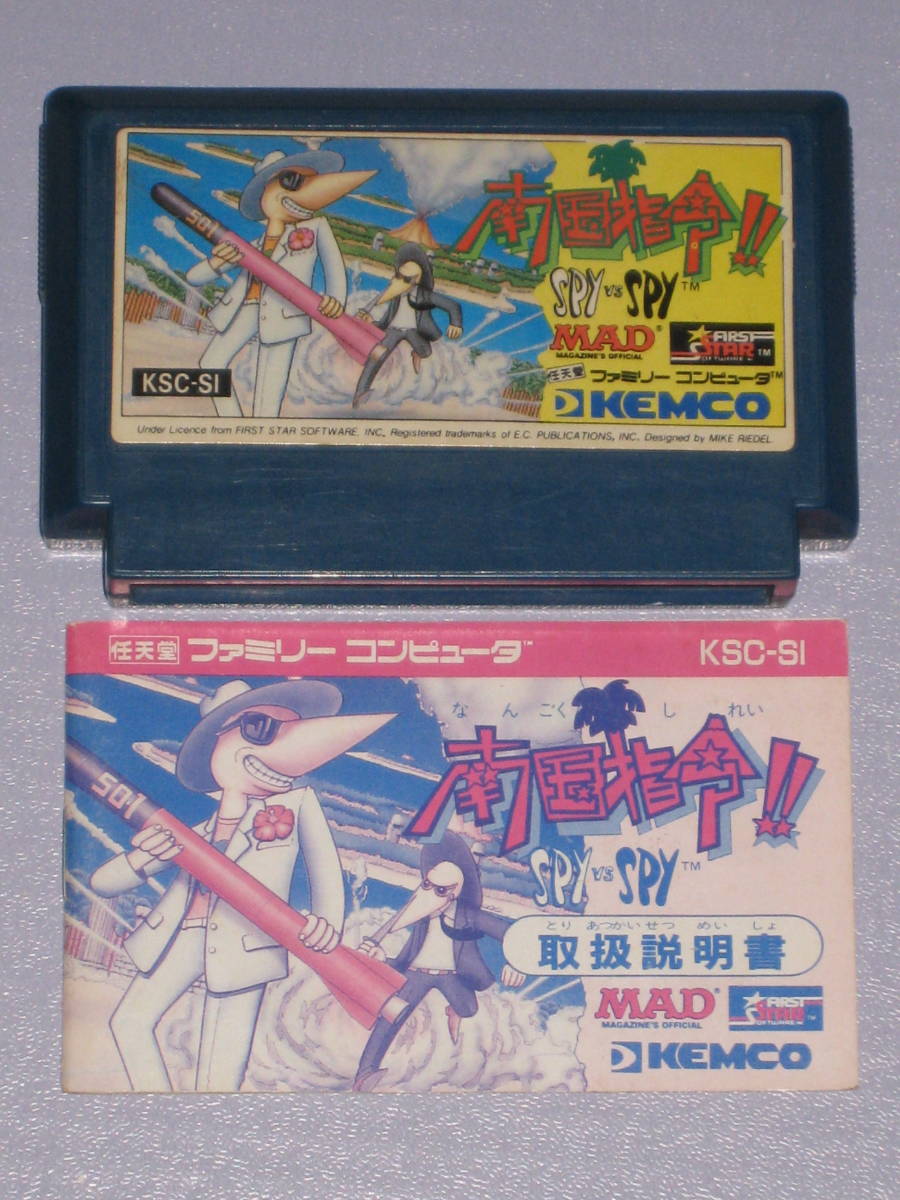 南国指令!!
501
SPY VS SPY™
MAD®
MAGAZINE'S OFFICIAL
FIRST STAR SOFTWARE™
KSC-SI
任天堂 ファミリー コンピュータ™
KEMCO
Under Licence from FIRST STAR SOFTWARE, INC, Registered trademarks of E.C. PUBLICATIONS, INC. Designed by MIKE RIEDEL.
任天堂 ファミリー コンピュータ™ KSC-SI
なんごくしれい
南国指令!!
501
SPY VS SPY™
とりあつかいせつめいしょ
取扱説明書
MAD®
MAGAZINE'S OFFICIAL
FIRST STAR SOFTWARE™
KEMCO